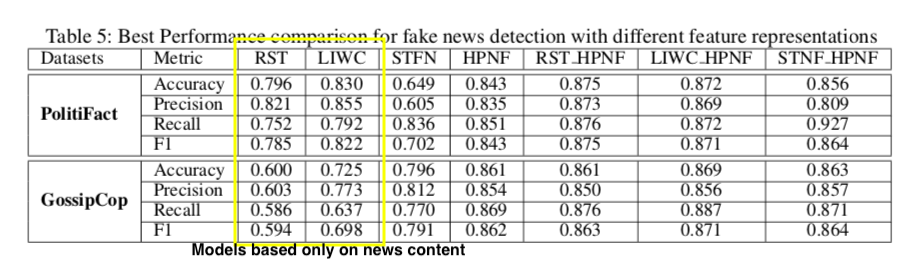 Table 5: Best Performance comparison for fake news detection with different feature representations
Datasets Metric RST LIWC STFN HPNF RST_HPNF LIWC_HPNF STNF_HPNF
PolitiFact
Accuracy 0.796 0.830 0.649 0.843 0.875 0.872 0.856
Precision 0.821 0.855 0.605 0.835 0.873 0.869 0.809
Recall 0.752 0.792 0.836 0.851 0.876 0.872 0.927
F1 0.785 0.822 0.702 0.843 0.875 0.871 0.864
GossipCop
Accuracy 0.600 0.725 0.796 0.861 0.861 0.869 0.863
Precision 0.603 0.773 0.812 0.854 0.850 0.856 0.857
Recall 0.586 0.637 0.770 0.869 0.876 0.887 0.871
F1 0.594 0.698 0.791 0.862 0.863 0.871 0.864
Models based only on news content